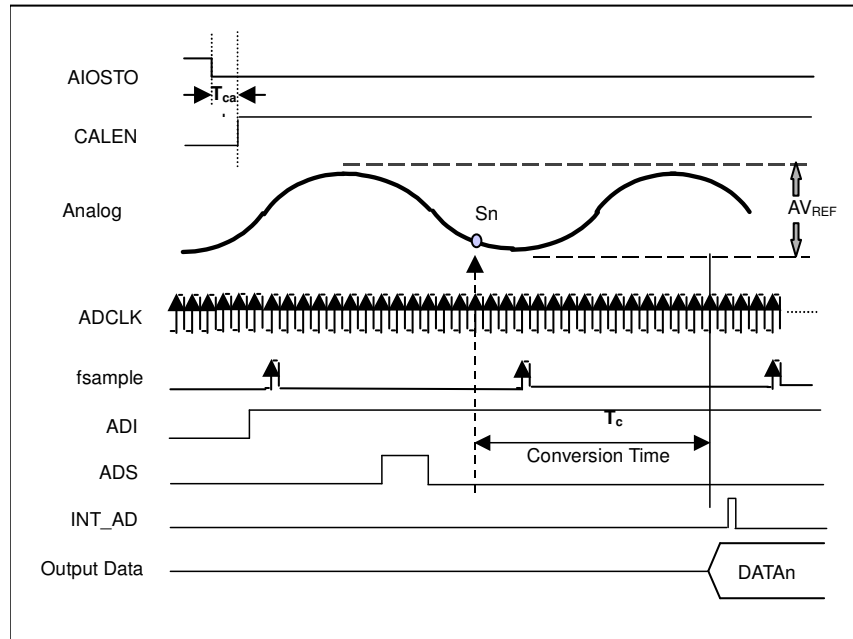 AIOSTO
Tca
CALEN
Analog
Sn
AVREF
ADCLK
fsample
ADI
Tc
Conversion Time
ADS
INT_AD
Output Data
DATAn